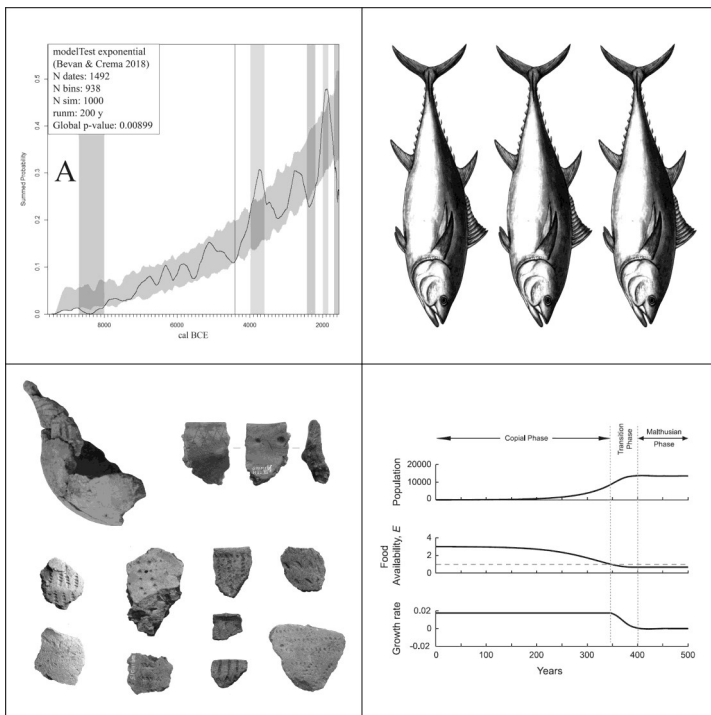 modelTest exponential
(Bevan & Crema 2018)
N dates: 1492
N bins: 938
N sim: 1000
runm: 200 y
Global p-value: 0.00899
A
Summed Probability
0.0
0.1
0.2
0.3
0.4
0.5
8000 6000 4000 2000
cal BCE
Copial Phase
Transition
Phase
Malthusian
Phase
Population
20000
10000
0
Food
Availability, E
4
2
0
Growth rate
0.02
0
-0.02
0 100 200 300 400 500
Years